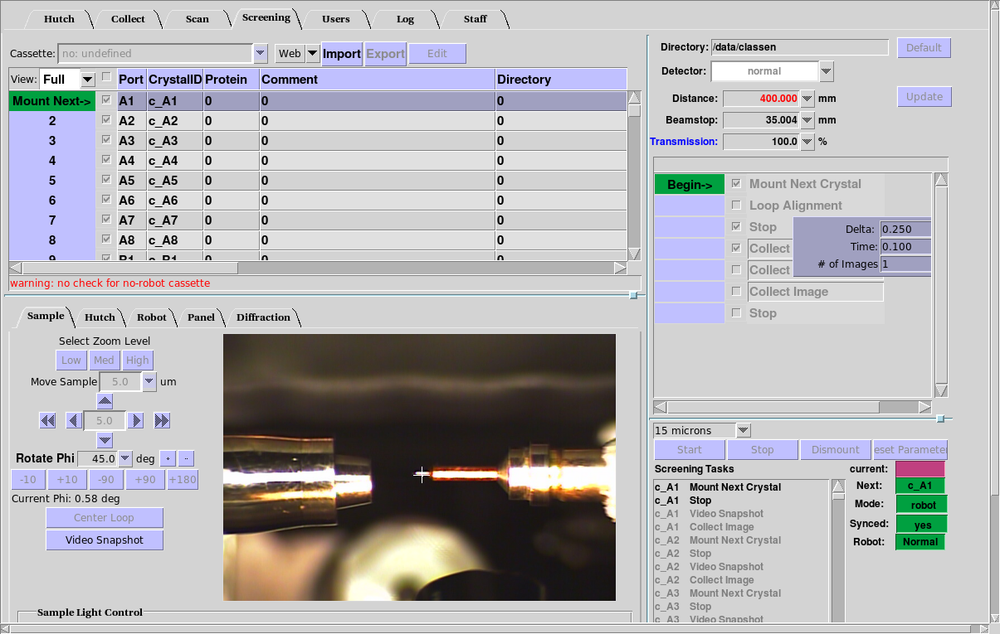 Hutch Collect Scan Screening Users Log Staff
Cassette: no: undefined Web Import Export Edit
View: Full Port CrystalID Protein Comment Directory
Mount Next-> A1 c_A1 0 0 0
2 A2 c_A2 0 0 0
3 A3 c_A3 0 0 0
4 A4 c_A4 0 0 0
5 A5 c_A5 0 0 0
6 A6 c_A6 0 0 0
7 A7 c_A7 0 0 0
8 A8 c_A8 0 0 0
9 B1 c_B1 0 0 0
warning: no check for no-robot cassette
Sample Hutch Robot Panel Diffraction
Select Zoom Level
Low Med High
Move Sample 5.0 um
5.0
Rotate Phi 45.0 deg + -
-10 +10 -90 +90 +180
Current Phi: 0.58 deg
Center Loop
Video Snapshot
Sample Light Control
Directory: /data/classen Default
Detector: normal
Distance: 400.000 mm Update
Beamstop: 35.004 mm
Transmission: 100.0 %
Begin-> Mount Next Crystal
Loop Alignment
Stop
Collect
Collect
Collect Image
Stop
Delta: 0.250
Time: 0.100
# of Images 1
15 microns
Start Stop Dismount eset Parameter
Screening Tasks
c_A1 Mount Next Crystal
c_A1 Stop
c_A1 Video Snapshot
c_A1 Collect Image
c_A2 Mount Next Crystal
c_A2 Stop
c_A2 Video Snapshot
c_A2 Collect Image
c_A3 Mount Next Crystal
c_A3 Stop
c_A3 Video Snapshot
current:
Next: c_A1
Mode: robot
Synced: yes
Robot: Normal